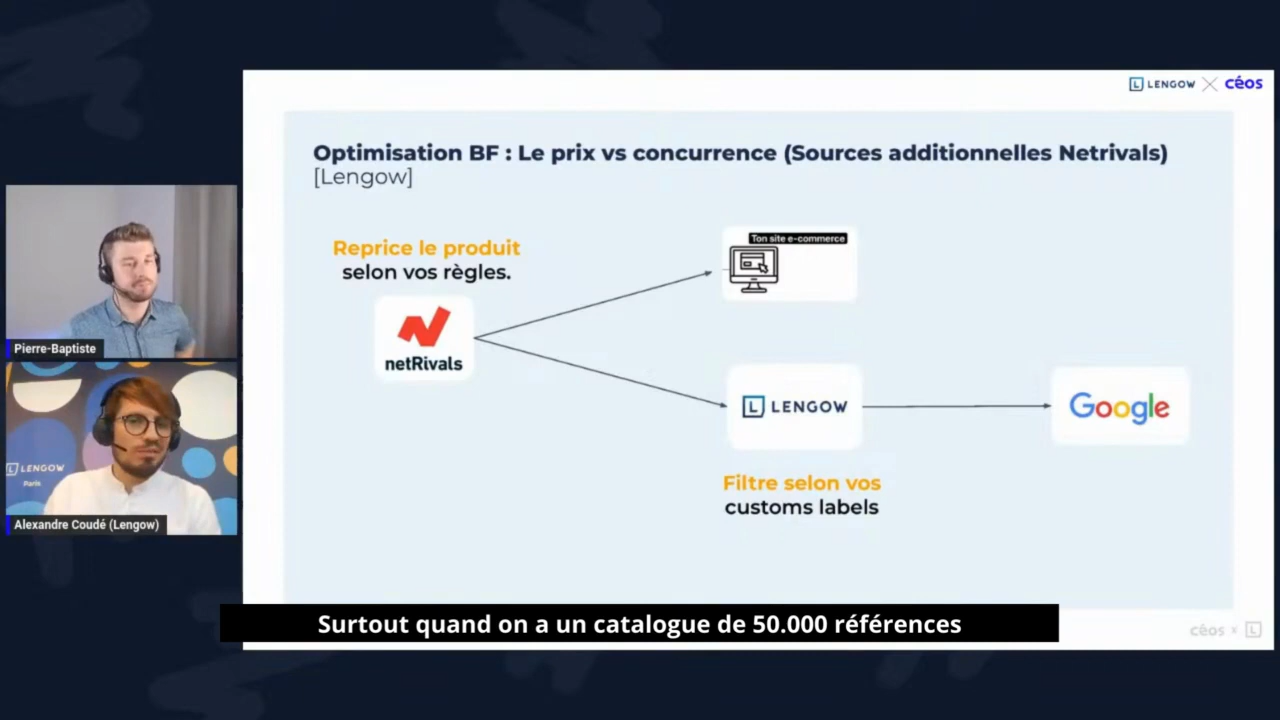 LENGOW céos
Optimisation BF : Le prix vs concurrence (Sources additionnelles Netrivals)
[Lengow]
Reprice le produit
selon vos règles.
Ton site e-commerce
netRivals
LENGOW
Google
Filtre selon vos
customs labels
Pierre-Baptiste
LENGOW
Paris
Alexandre Coudé (Lengow)
Surtout quand on a un catalogue de 50.000 références
céos x L